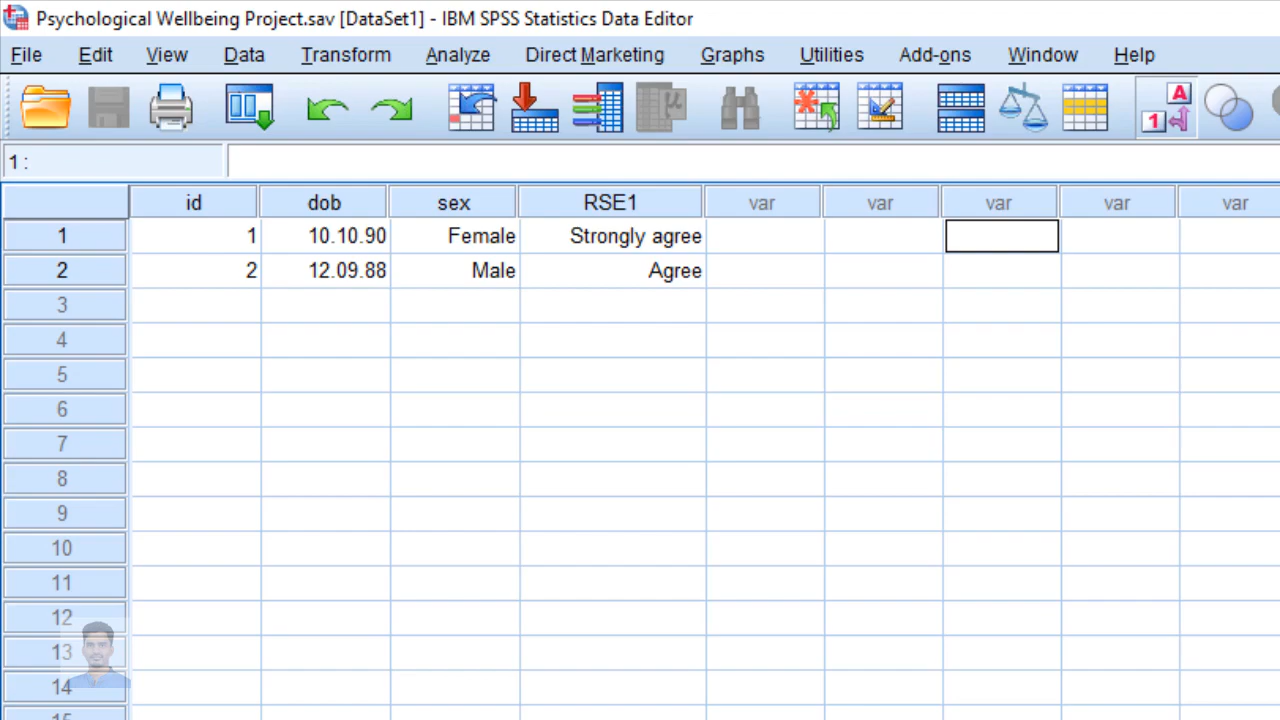 Psychological Wellbeing Project.sav [DataSet1] - IBM SPSS Statistics Data Editor
File Edit View Data Transform Analyze Direct Marketing Graphs Utilities Add-ons Window Help
A
1
μ
1 :
id dob sex RSE1 var var var var var
1 1 10.10.90 Female Strongly agree
2 2 12.09.88 Male Agree
3
4
5
6
7
8
9
10
11
12
13
14
15